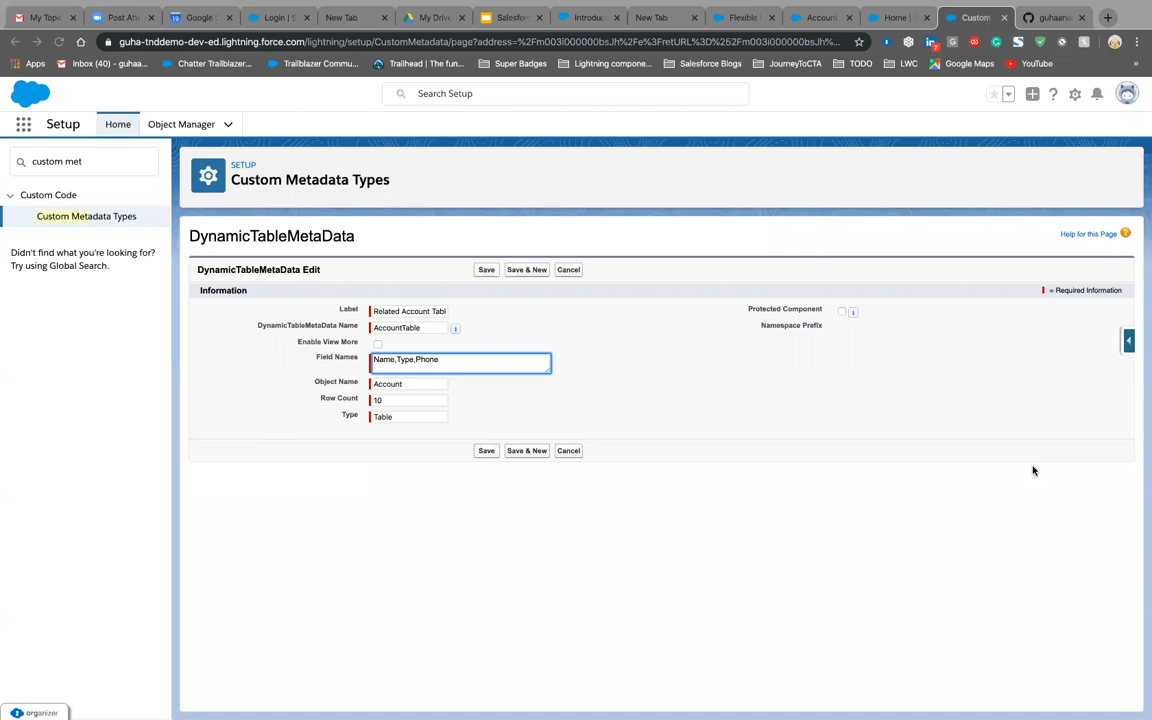 My Topi
Post Atte
Google C
Login | S
New Tab
My Drive
Salesforc
Introduc
New Tab
Flexible
Accoun
Home | S
Custom
guhaana
guha-tnddemo-dev-ed.lightning.force.com/lightning/setup/CustomMetadata/page?address=%2Fm003i000000bsJh%2Fe%3FretURL%3D%252Fm003i000000bsJh%2...
Apps
Inbox (40) - guhaa...
Chatter Trailblazer...
Trailblazer Commu...
Trailhead | The fun...
Super Badges
Lightning compone...
Salesforce Blogs
JourneyToCTA
TODO
LWC
Google Maps
YouTube
»
Search Setup
Setup
Home
Object Manager
custom met
Custom Code
Custom Metadata Types
Didn't find what you're looking for?
Try using Global Search.
SETUP
Custom Metadata Types
DynamicTableMetaData
Help for this Page
DynamicTableMetaData Edit
Save
Save & New
Cancel
Information
= Required Information
Label
Related Account Tabl
Protected Component
DynamicTableMetaData Name
AccountTable
Namespace Prefix
Enable View More
Field Names
Name,Type,Phone
Object Name
Account
Row Count
10
Type
Table
Save
Save & New
Cancel
organizer